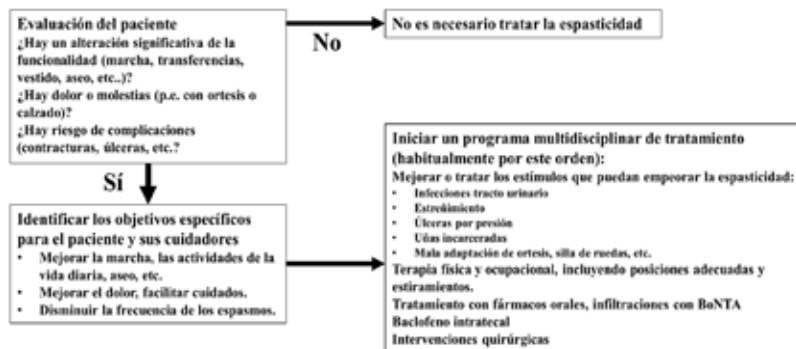 Evaluación del paciente
¿Hay un alteración significativa de la
funcionalidad (marcha, transferencias,
vestido, aseo, etc..)?
¿Hay dolor o molestias (p.e. con ortesis o
calzado)?
¿Hay riesgo de complicaciones
(contracturas, úlceras, etc.?
No
No es necesario tratar la espasticidad
Sí
Identificar los objetivos específicos
para el paciente y sus cuidadores
• Mejorar la marcha, las actividades de la
vida diaria, aseo, etc.
• Mejorar el dolor, facilitar cuidados.
• Disminuir la frecuencia de los espasmos.
Iniciar un programa multidisciplinar de tratamiento
(habitualmente por este orden):
Mejorar o tratar los estímulos que puedan empeorar la espasticidad:
• Infecciones tracto urinario
• Estreñimiento
• Úlceras por presión
• Uñas incarceradas
• Mala adaptación de ortesis, silla de ruedas, etc.
Terapia física y ocupacional, incluyendo posiciones adecuadas y
estiramientos.
Tratamiento con fármacos orales, infiltraciones con BoNTA
Baclofeno intratecal
Intervenciones quirúrgicas